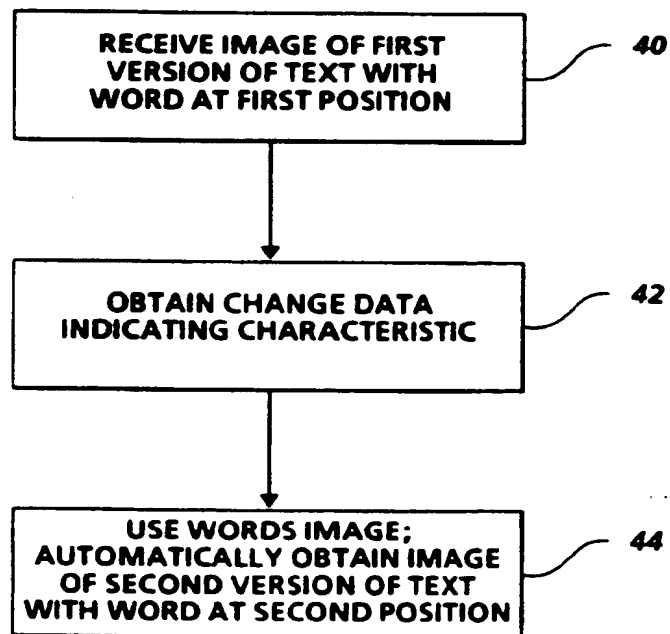 RECEIVE IMAGE OF FIRST
VERSION OF TEXT WITH
WORD AT FIRST POSITION
40
OBTAIN CHANGE DATA
INDICATING CHARACTERISTIC
42
USE WORDS IMAGE;
AUTOMATICALLY OBTAIN IMAGE
OF SECOND VERSION OF TEXT
WITH WORD AT SECOND POSITION
44